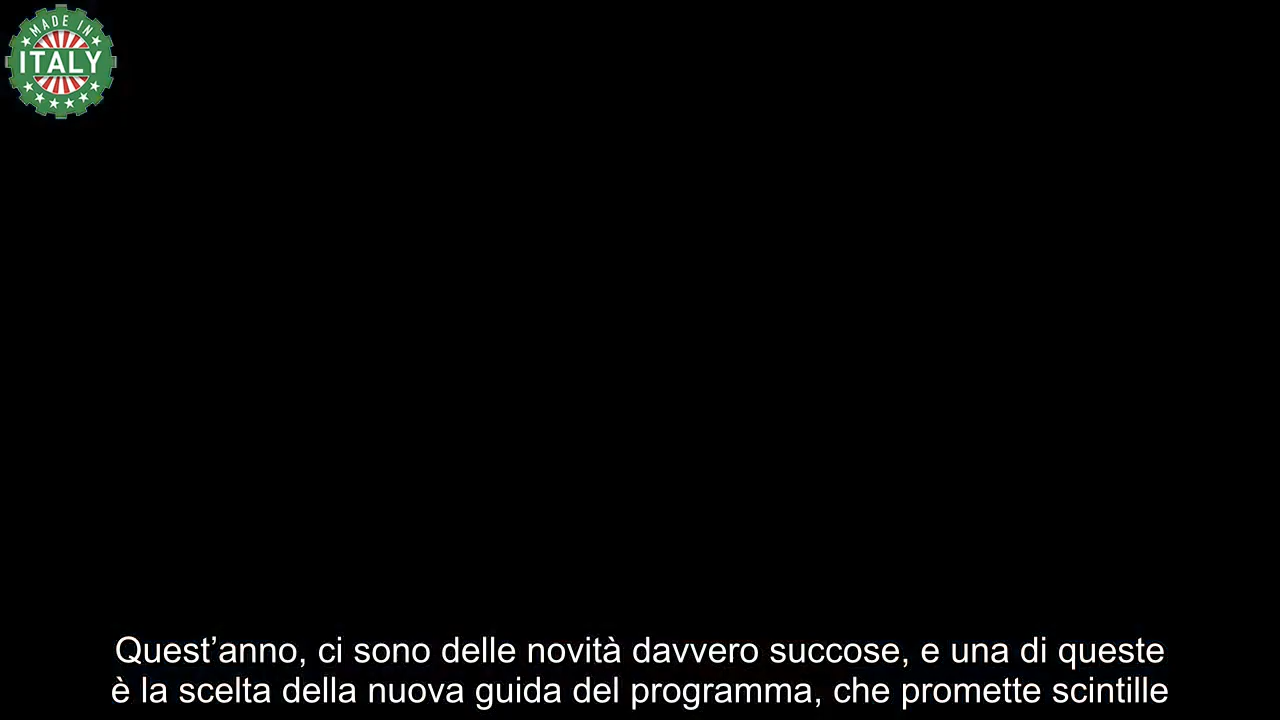 MADE IN
ITALY
Quest’anno, ci sono delle novità davvero succose, e una di queste
è la scelta della nuova guida del programma, che promette scintille